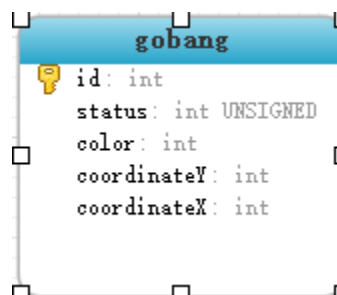 gobang
id: int
status: int UNSIGNED
color: int
coordinateY: int
coordinateX: int